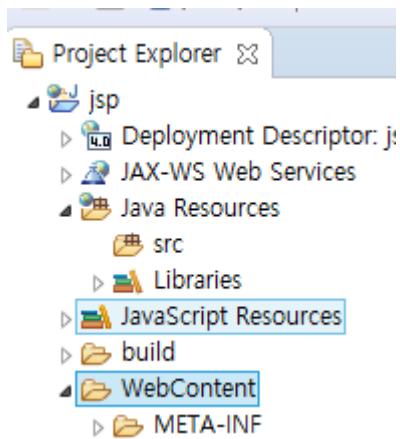 Project Explorer
jsp
Deployment Descriptor: js
JAX-WS Web Services
Java Resources
src
Libraries
JavaScript Resources
build
WebContent
META-INF